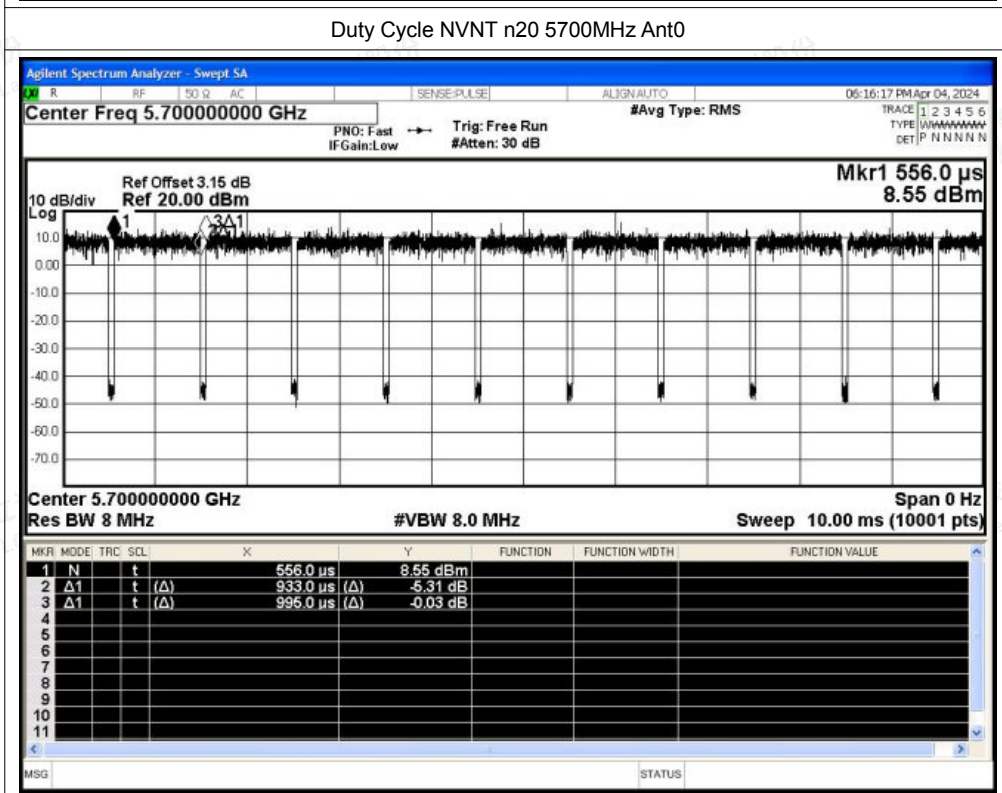 Duty Cycle NVNT n20 5700MHz Ant0
Agilent Spectrum Analyzer - Swept SA
R RF 50 Ω AC SENSE:PULSE ALIGN AUTO 06:16:17 PM Apr 04, 2024
Center Freq 5.700000000 GHz #Avg Type: RMS TRACE 1 2 3 4 5 6
PNO: Fast Trig: Free Run TYPE
IFGain:Low #Atten: 30 dB DET P N N N N N
Mkr1 556.0 µs
Ref Offset 3.15 dB
10 dB/div Ref 20.00 dBm 8.55 dBm
Log
1 3Δ1
10.0
0.00
-10.0
-20.0
-30.0
-40.0
-50.0
-60.0
-70.0
Center 5.700000000 GHz Span 0 Hz
Res BW 8 MHz #VBW 8.0 MHz Sweep 10.00 ms (10001 pts)
MKR MODE TRC SCL X Y FUNCTION FUNCTION WIDTH FUNCTION VALUE
1 N t 556.0 µs 8.55 dBm
2 Δ1 t (Δ) 933.0 µs (Δ) -5.31 dB
3 Δ1 t (Δ) 995.0 µs (Δ) -0.03 dB
4
5
6
7
8
9
10
11
MSG STATUS